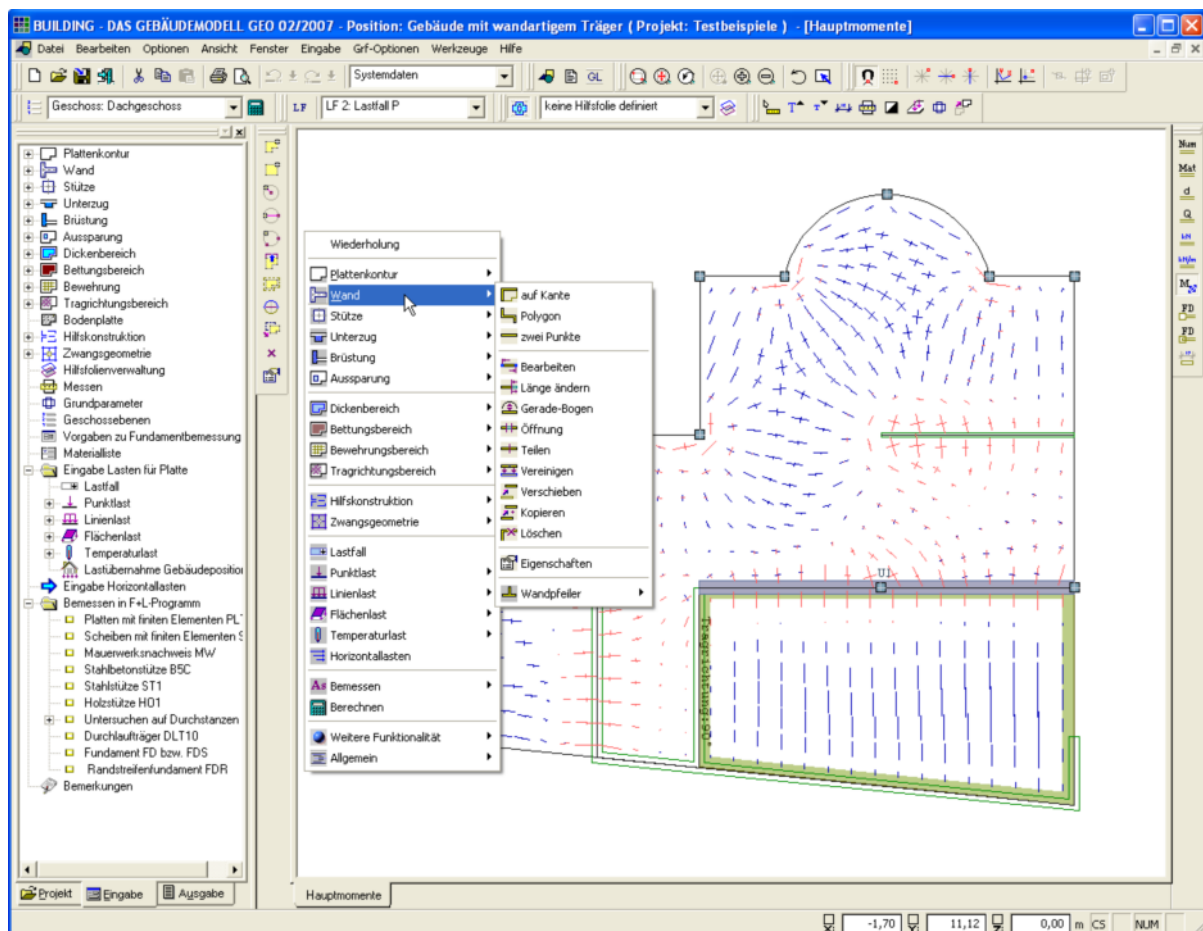 BUILDING - DAS GEBÄUDEMODELL GEO 02/2007 - Position: Gebäude mit wandartigem Träger ( Projekt: Testbeispiele ) - [Hauptmomente]
Datei Bearbeiten Optionen Ansicht Fenster Eingabe Grf-Optionen Werkzeuge Hilfe
Systemdaten
GL
Geschoss: Dachgeschoss
LF
LF 2: Lastfall P
keine Hilfsfolie definiert
Plattenkontur
Wand
Stütze
Unterzug
Brüstung
Aussparung
Dickenbereich
Bettungsbereich
Bewehrung
Tragrichtungsbereich
Bodenplatte
Hilfskonstruktion
Zwangsgeometrie
Hilfsfolienverwaltung
Messen
Grundparameter
Geschossebenen
Vorgaben zu Fundamentbemessung
Materialliste
Eingabe Lasten für Platte
Lastfall
Punktlast
Linienlast
Flächenlast
Temperaturlast
Lastübernahme Gebäudeposition
Eingabe Horizontallasten
Bemessen in F+L-Programm
Platten mit finiten Elementen PL
Scheiben mit finiten Elementen S
Mauerwerksnachweis MW
Stahlbetonstütze B5C
Stahlstütze ST1
Holzstütze HO1
Untersuchen auf Durchstanzen
Durchlaufträger DLT10
Fundament FD bzw. FDS
Randstreifenfundament FDR
Bemerkungen
Projekt
Eingabe
Ausgabe
Wiederholung
Plattenkontur
Wand
Stütze
Unterzug
Brüstung
Aussparung
Dickenbereich
Bettungsbereich
Bewehrungsbereich
Tragrichtungsbereich
Hilfskonstruktion
Zwangsgeometrie
Lastfall
Punktlast
Linienlast
Flächenlast
Temperaturlast
Horizontallasten
Bemessen
Berechnen
Weitere Funktionalität
Allgemein
auf Kante
Polygon
zwei Punkte
Bearbeiten
Länge ändern
Gerade-Bogen
Öffnung
Teilen
Vereinigen
Verschieben
Kopieren
Löschen
Eigenschaften
Wandpfeiler
U1
Tragrichtung:90°
Num
Mat
d
Q
kN
kN/m
M
FD
FD
Hauptmomente
-1,70
11,12
0,00 m CS NUM